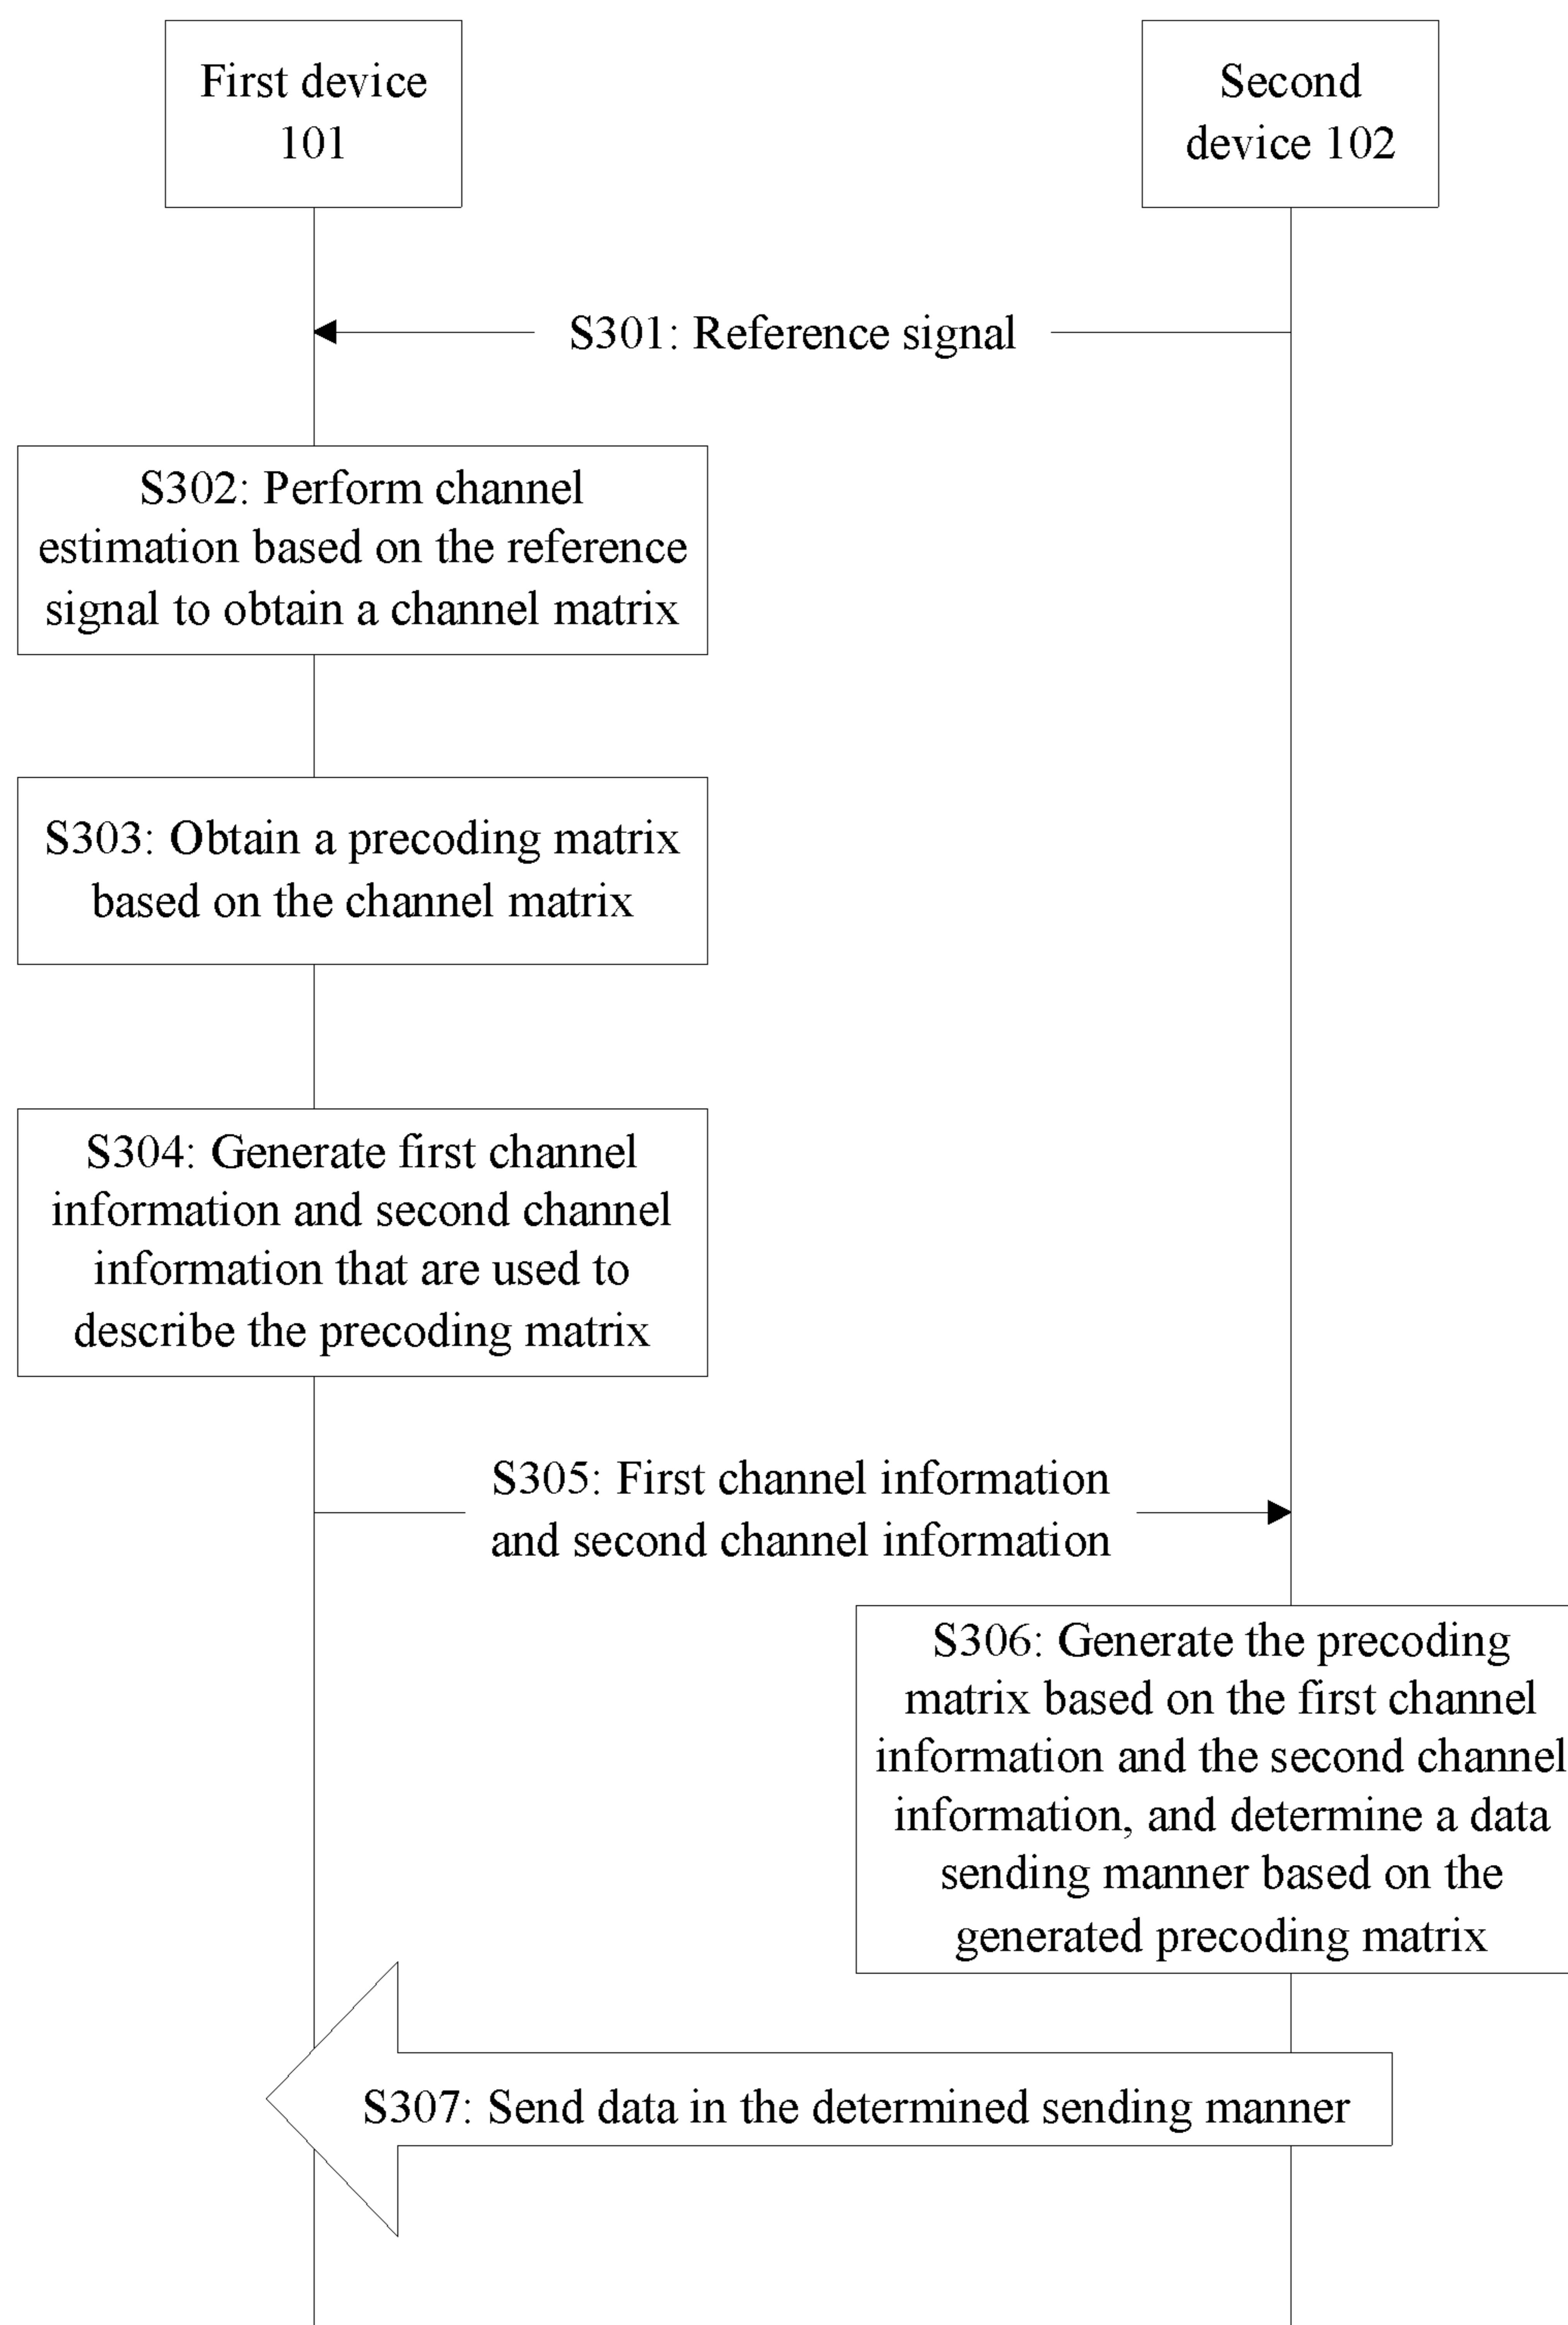 First device
101
Second
device 102
S301: Reference signal
S302: Perform channel
estimation based on the reference
signal to obtain a channel matrix
S303: Obtain a precoding matrix
based on the channel matrix
S304: Generate first channel
information and second channel
information that are used to
describe the precoding matrix
S305: First channel information
and second channel information
S306: Generate the precoding
matrix based on the first channel
information and the second channel
information, and determine a data
sending manner based on the
generated precoding matrix
S307: Send data in the determined sending manner